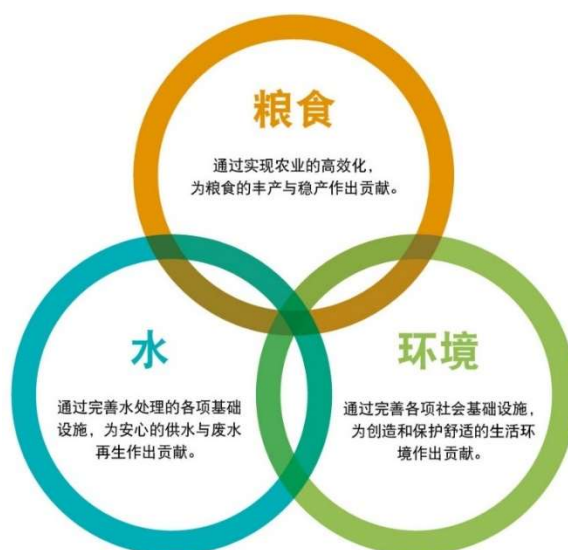 粮食
通过实现农业的高效化，
为粮食的丰产与稳产作出贡献。
水
通过完善水处理的各项基础
设施，为安心的供水与废水
再生作出贡献。
环境
通过完善各项社会基础设施，
为创造和保护舒适的生活环
境作出贡献。